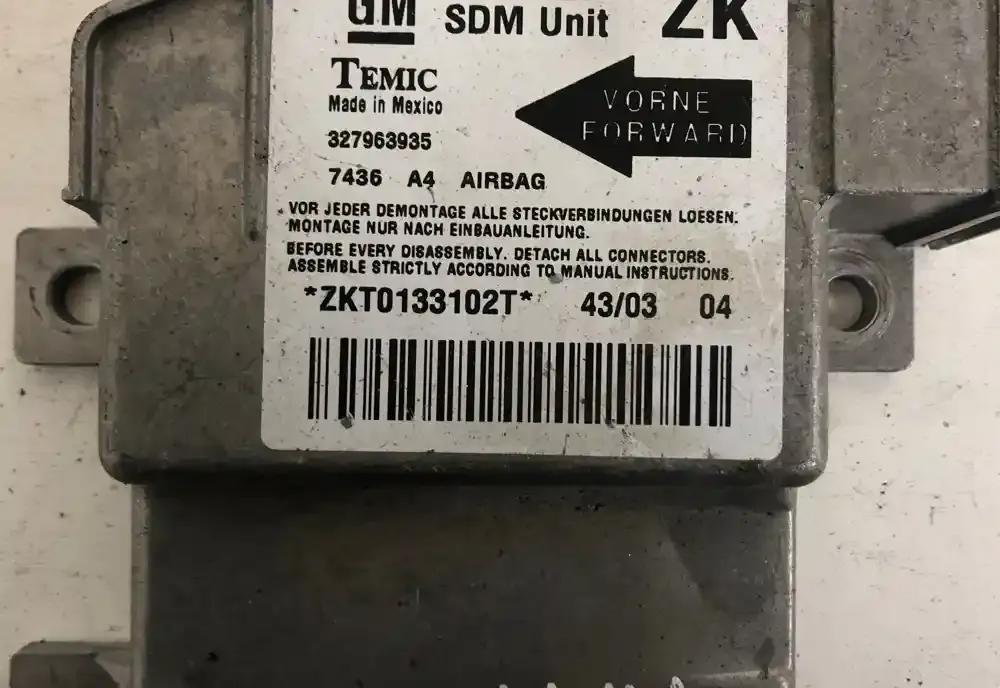 GM SDM Unit ZK
TEMIC
Made in Mexico
VORNE
FORWARD
327963935
7436 A4 AIRBAG
VOR JEDER DEMONTAGE ALLE STECKVERBINDUNGEN LOESEN.
MONTAGE NUR NACH EINBAUANLEITUNG.
BEFORE EVERY DISASSEMBLY. DETACH ALL CONNECTORS.
ASSEMBLE STRICTLY ACCORDING TO MANUAL INSTRUCTIONS.
*ZKT0133102T* 43/03 04